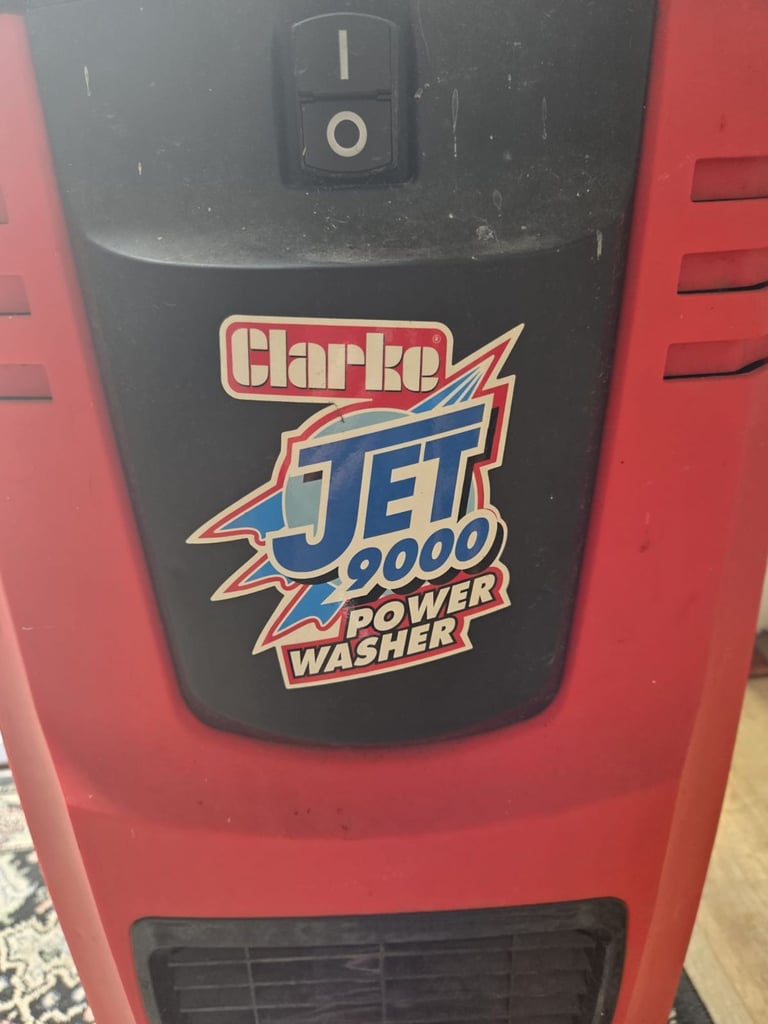 I
O
Clarke®
JET
9000
POWER
WASHER